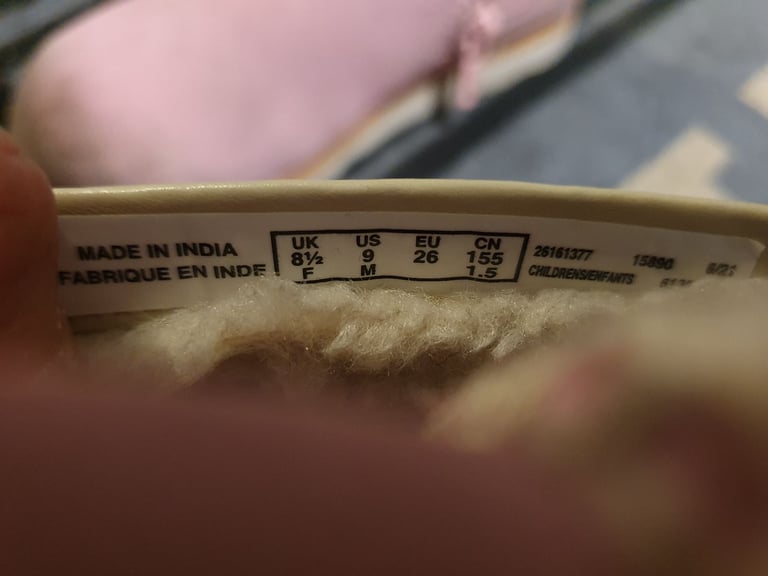 MADE IN INDIA
FABRIQUE EN INDE
UK US EU CN
8½ 9 26 155
F M 1.5
26161377 15890
CHILDRENS/ENFANTS